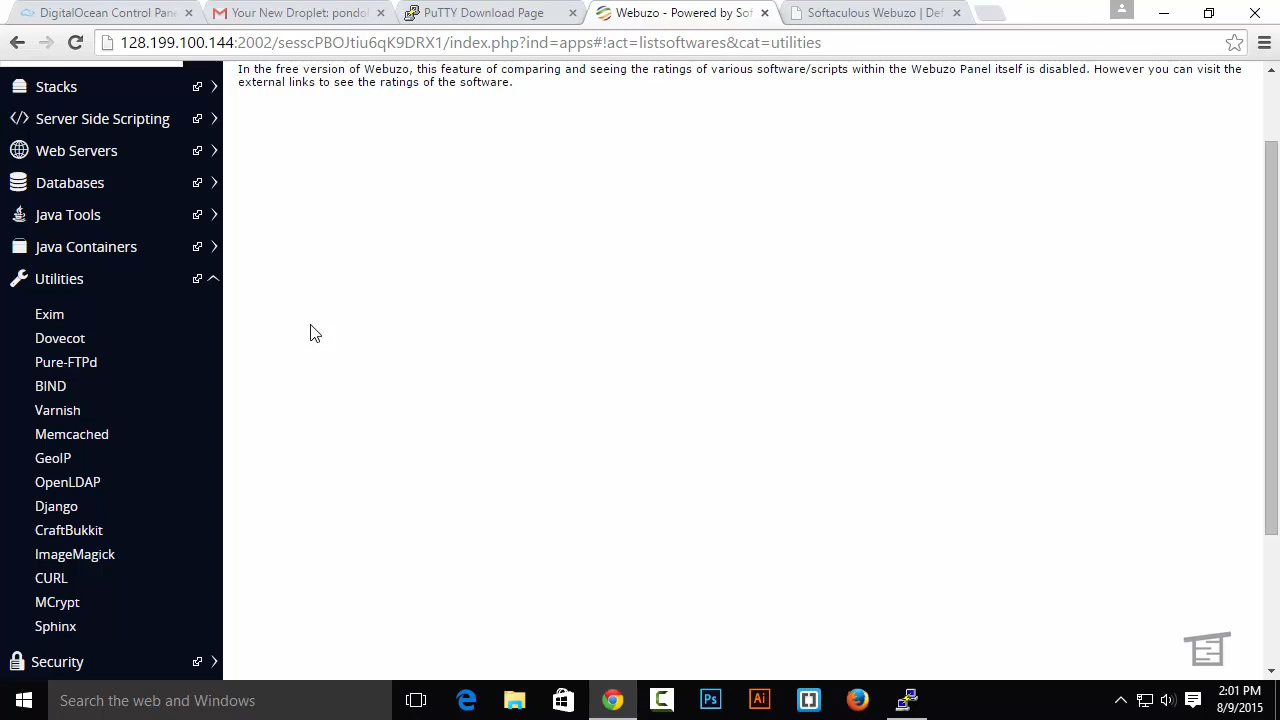 DigitalOcean Control Pane
Your New Droplet: pondol
PuTTY Download Page
Webuzo - Powered by Sof
Softaculous Webuzo | Def
128.199.100.144:2002/sesscPBOJtiu6qK9DRX1/index.php?ind=apps#!act=listsoftwares&cat=utilities
In the free version of Webuzo, this feature of comparing and seeing the ratings of various software/scripts within the Webuzo Panel itself is disabled. However you can visit the
external links to see the ratings of the software.
Stacks
Server Side Scripting
Web Servers
Databases
Java Tools
Java Containers
Utilities
Exim
Dovecot
Pure-FTPd
BIND
Varnish
Memcached
GeoIP
OpenLDAP
Django
CraftBukkit
ImageMagick
CURL
MCrypt
Sphinx
Security
Search the web and Windows
2:01 PM
8/9/2015